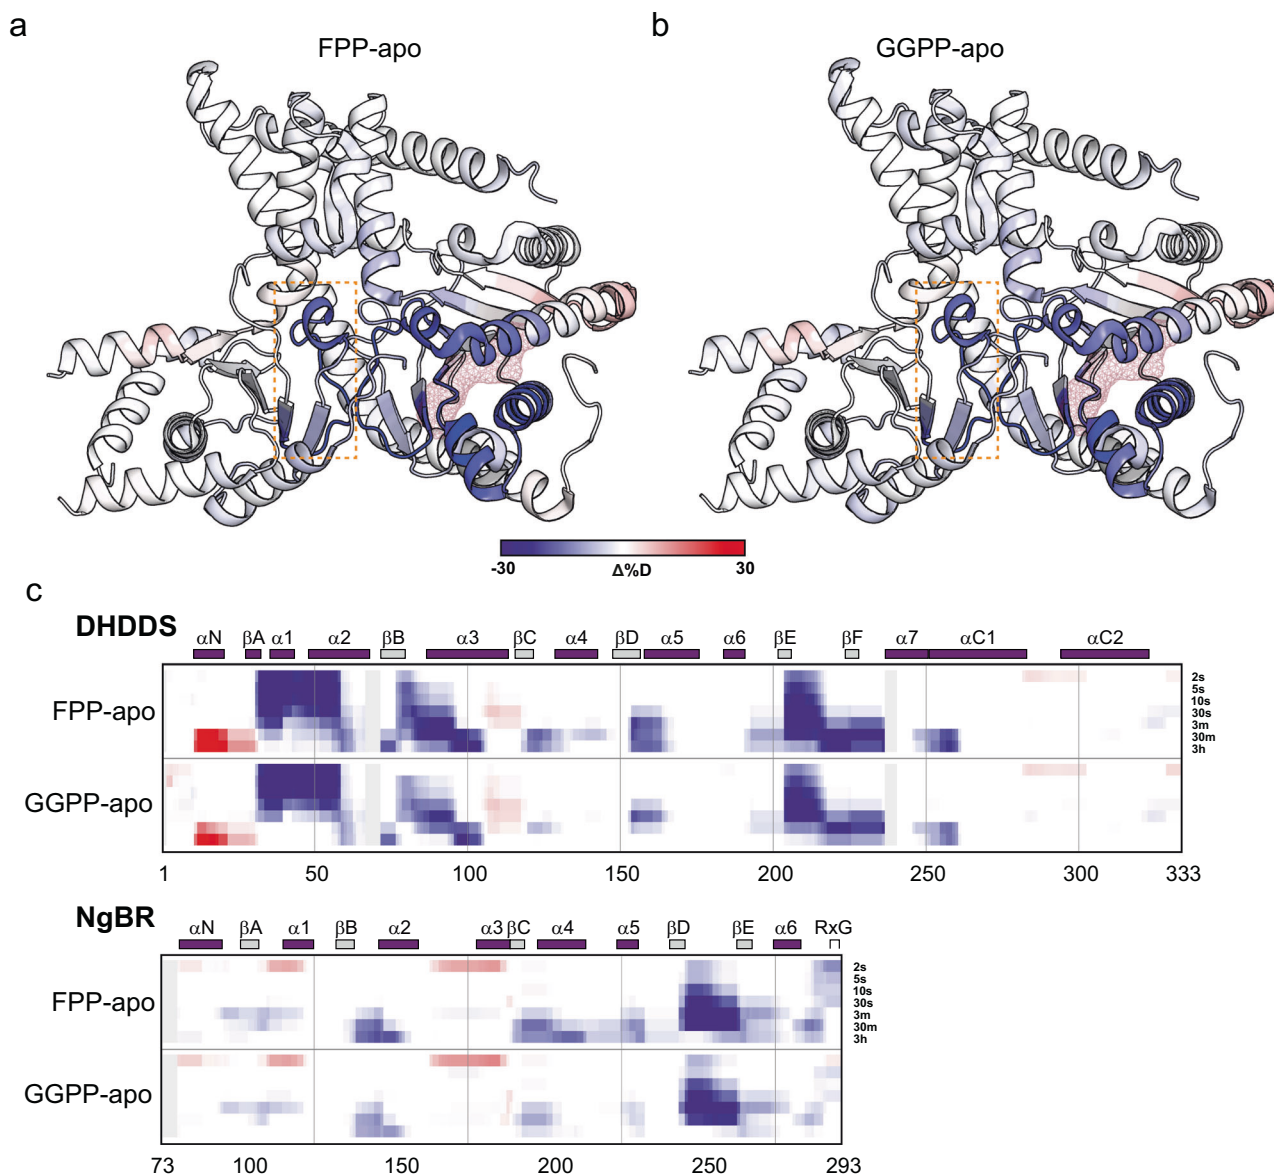 a
b
FPP-apo
GGPP-apo
-30
Δ%D
30
c
DHDDS
αN βA α1 α2 βB α3 βC α4 βD α5 α6 βE βF α7 αC1 αC2
FPP-apo
2s
5s
10s
30s
3m
30m
3h
GGPP-apo
1 50 100 150 200 250 300 333
NgBR
αN βA α1 βB α2 α3 βC α4 α5 βD βE α6 RxG
FPP-apo
2s
5s
10s
30s
3m
30m
3h
GGPP-apo
73 100 150 200 250 293